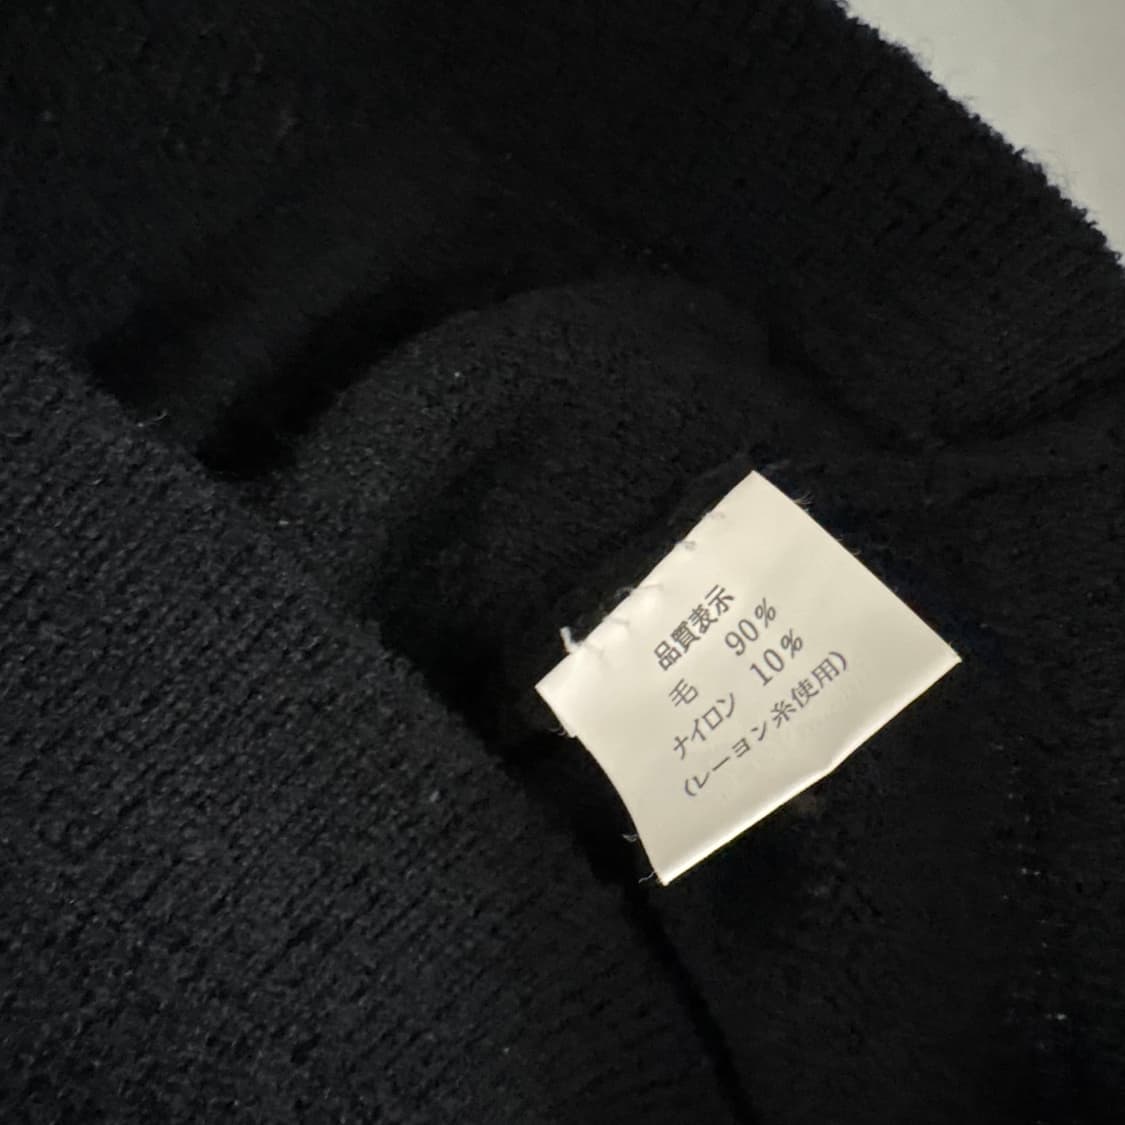 品質表示
毛 90%
ナイロン 10%
(レーヨン糸使用)